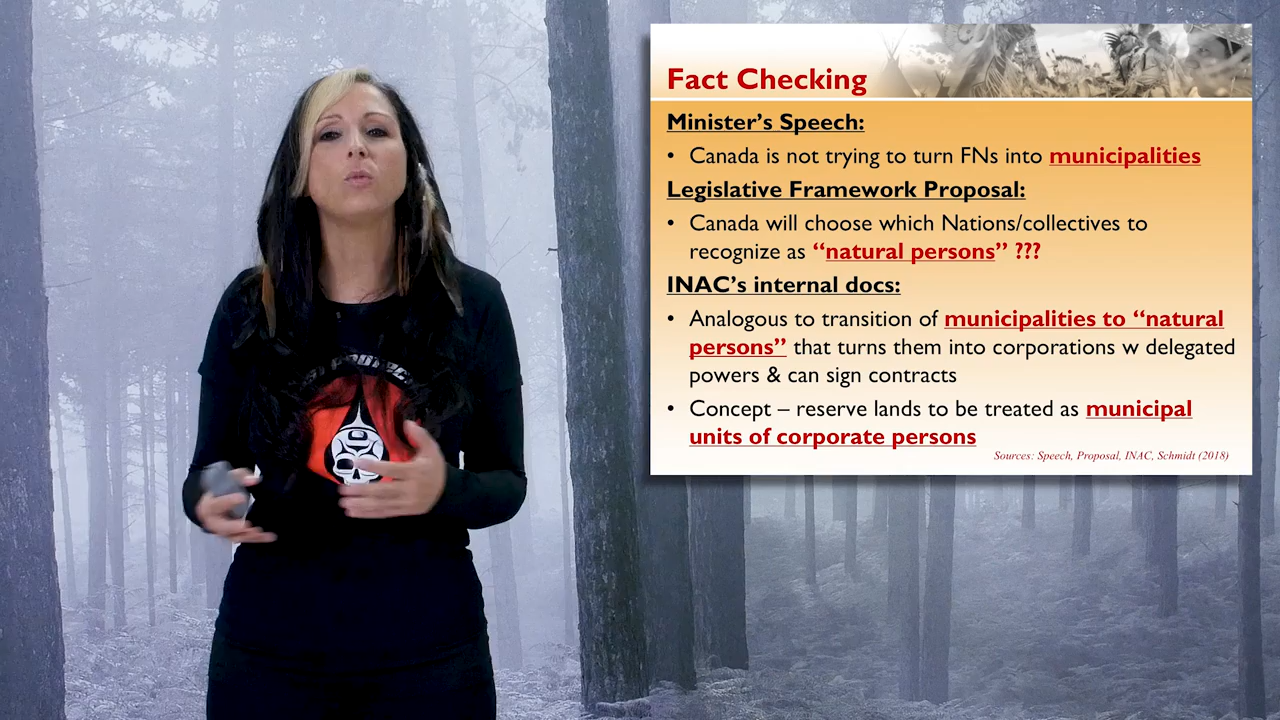 Fact Checking
Minister's Speech:
• Canada is not trying to turn FNs into municipalities
Legislative Framework Proposal:
• Canada will choose which Nations/collectives to
recognize as “natural persons” ???
INAC's internal docs:
• Analogous to transition of municipalities to “natural
persons” that turns them into corporations w delegated
powers & can sign contracts
• Concept – reserve lands to be treated as municipal
units of corporate persons
Sources: Speech, Proposal, INAC, Schmidt (2018)